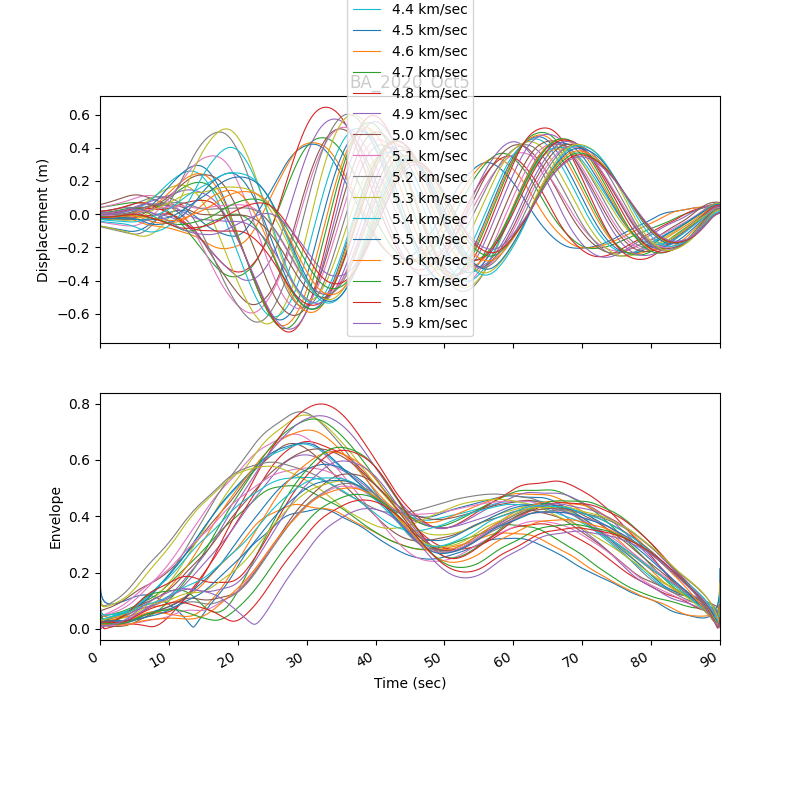 4.4 km/sec
4.5 km/sec
4.6 km/sec
4.7 km/sec
BA_2020_Oct5
4.8 km/sec
4.9 km/sec
5.0 km/sec
5.1 km/sec
5.2 km/sec
5.3 km/sec
5.4 km/sec
5.5 km/sec
5.6 km/sec
5.7 km/sec
5.8 km/sec
5.9 km/sec
Displacement (m)
0.6
0.4
0.2
0.0
−0.2
−0.4
−0.6
Envelope
0.8
0.6
0.4
0.2
0.0
0 10 20 30 40 50 60 70 80 90
Time (sec)